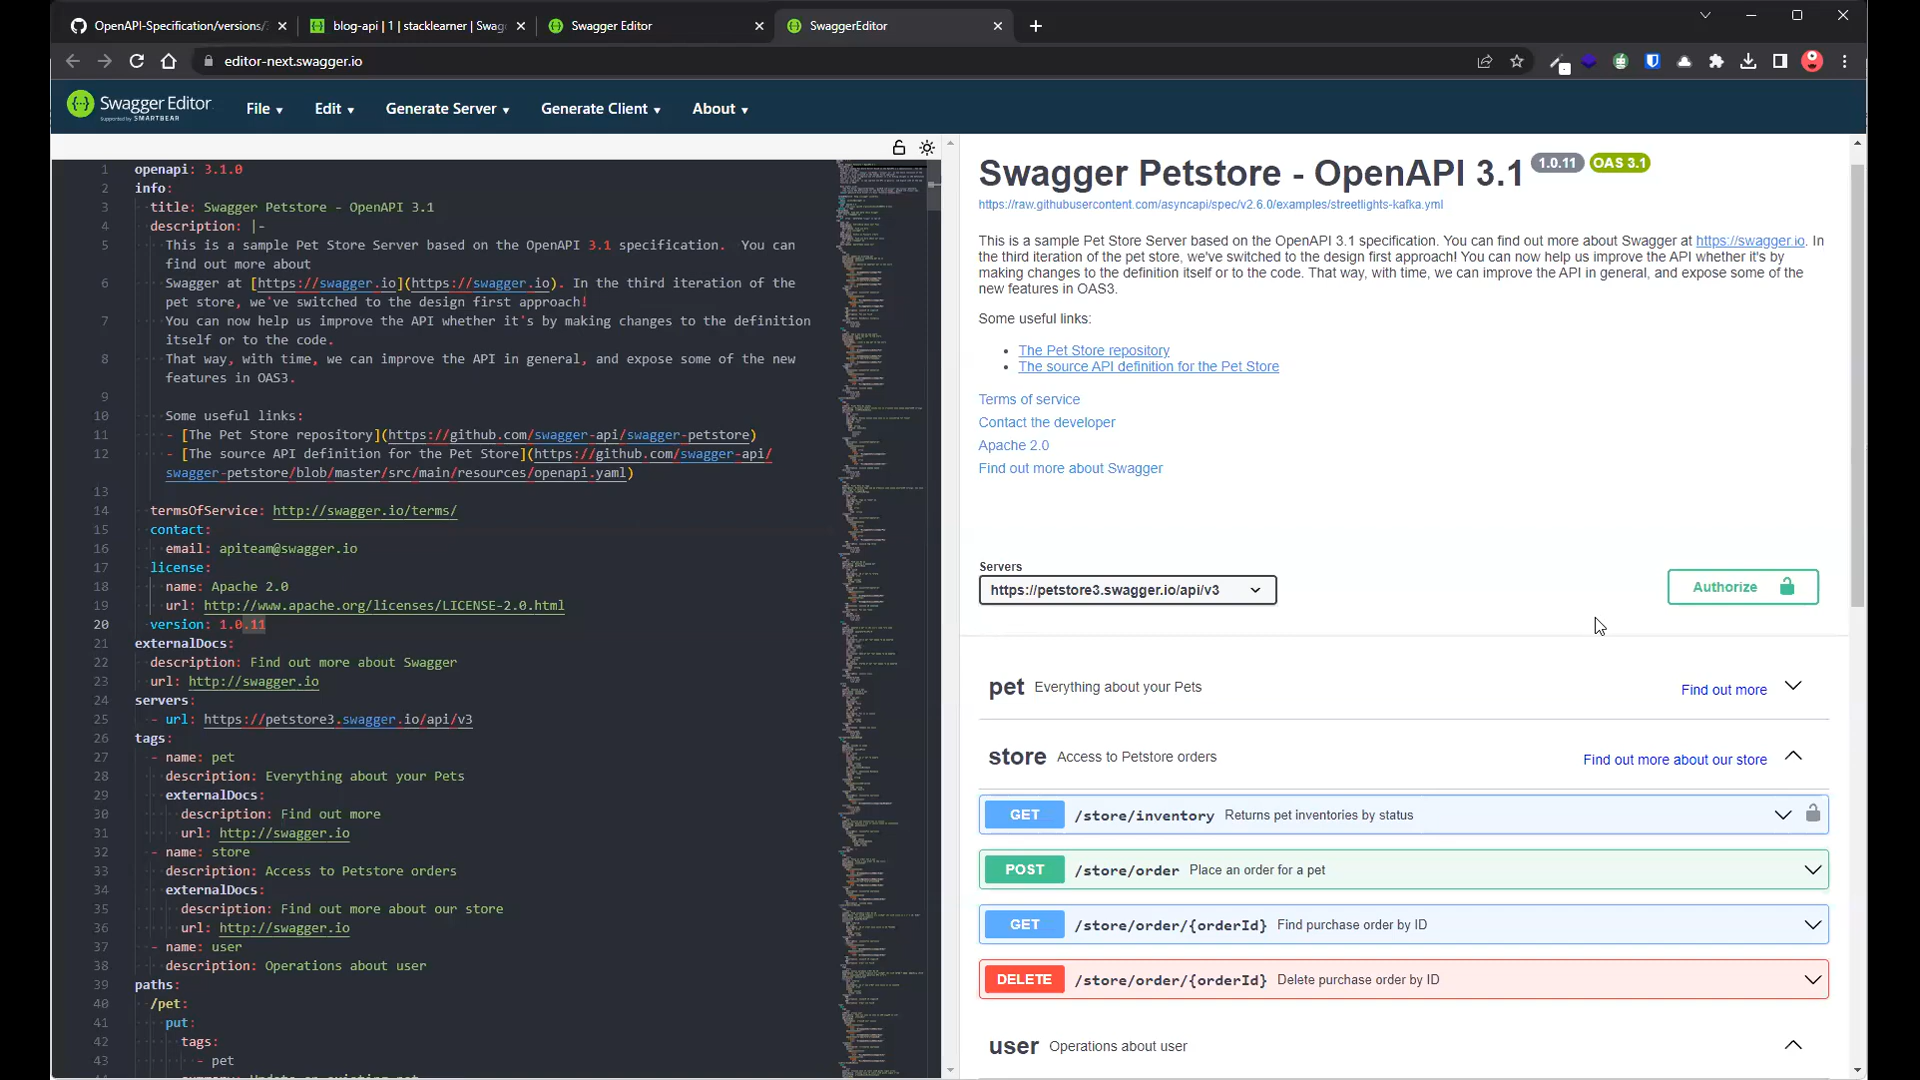 OpenAPI-Specification/versions/
blog-api | 1 | stacklearner | Swag
Swagger Editor
SwaggerEditor
editor-next.swagger.io
Swagger Editor
Supported by SMARTBEAR
File
Edit
Generate Server
Generate Client
About
1 openapi: 3.1.0
2 info:
3 title: Swagger Petstore - OpenAPI 3.1
4 description: |-
5 This is a sample Pet Store Server based on the OpenAPI 3.1 specification. You can
find out more about
6 Swagger at [https://swagger.io](https://swagger.io). In the third iteration of the
pet store, we've switched to the design first approach!
7 You can now help us improve the API whether it's by making changes to the definition
itself or to the code.
8 That way, with time, we can improve the API in general, and expose some of the new
features in OAS3.
9
10 Some useful links:
11 - [The Pet Store repository](https://github.com/swagger-api/swagger-petstore)
12 - [The source API definition for the Pet Store](https://github.com/swagger-api/
swagger-petstore/blob/master/src/main/resources/openapi.yaml)
13
14 termsOfService: http://swagger.io/terms/
15 contact:
16 email: apiteam@swagger.io
17 license:
18 name: Apache 2.0
19 url: http://www.apache.org/licenses/LICENSE-2.0.html
20 version: 1.0.11
21 externalDocs:
22 description: Find out more about Swagger
23 url: http://swagger.io
24 servers:
25 - url: https://petstore3.swagger.io/api/v3
26 tags:
27 - name: pet
28 description: Everything about your Pets
29 externalDocs:
30 description: Find out more
31 url: http://swagger.io
32 - name: store
33 description: Access to Petstore orders
34 externalDocs:
35 description: Find out more about our store
36 url: http://swagger.io
37 - name: user
38 description: Operations about user
39 paths:
40 /pet:
41 put:
42 tags:
43 - pet
Swagger Petstore - OpenAPI 3.1 1.0.11 OAS 3.1
https://raw.githubusercontent.com/asyncapi/spec/v2.6.0/examples/streetlights-kafka.yml
This is a sample Pet Store Server based on the OpenAPI 3.1 specification. You can find out more about Swagger at https://swagger.io. In
the third iteration of the pet store, we've switched to the design first approach! You can now help us improve the API whether it's by
making changes to the definition itself or to the code. That way, with time, we can improve the API in general, and expose some of the
new features in OAS3.
Some useful links:
• The Pet Store repository
• The source API definition for the Pet Store
Terms of service
Contact the developer
Apache 2.0
Find out more about Swagger
Servers
https://petstore3.swagger.io/api/v3
Authorize
pet Everything about your Pets Find out more
store Access to Petstore orders Find out more about our store
GET /store/inventory Returns pet inventories by status
POST /store/order Place an order for a pet
GET /store/order/{orderId} Find purchase order by ID
DELETE /store/order/{orderId} Delete purchase order by ID
user Operations about user